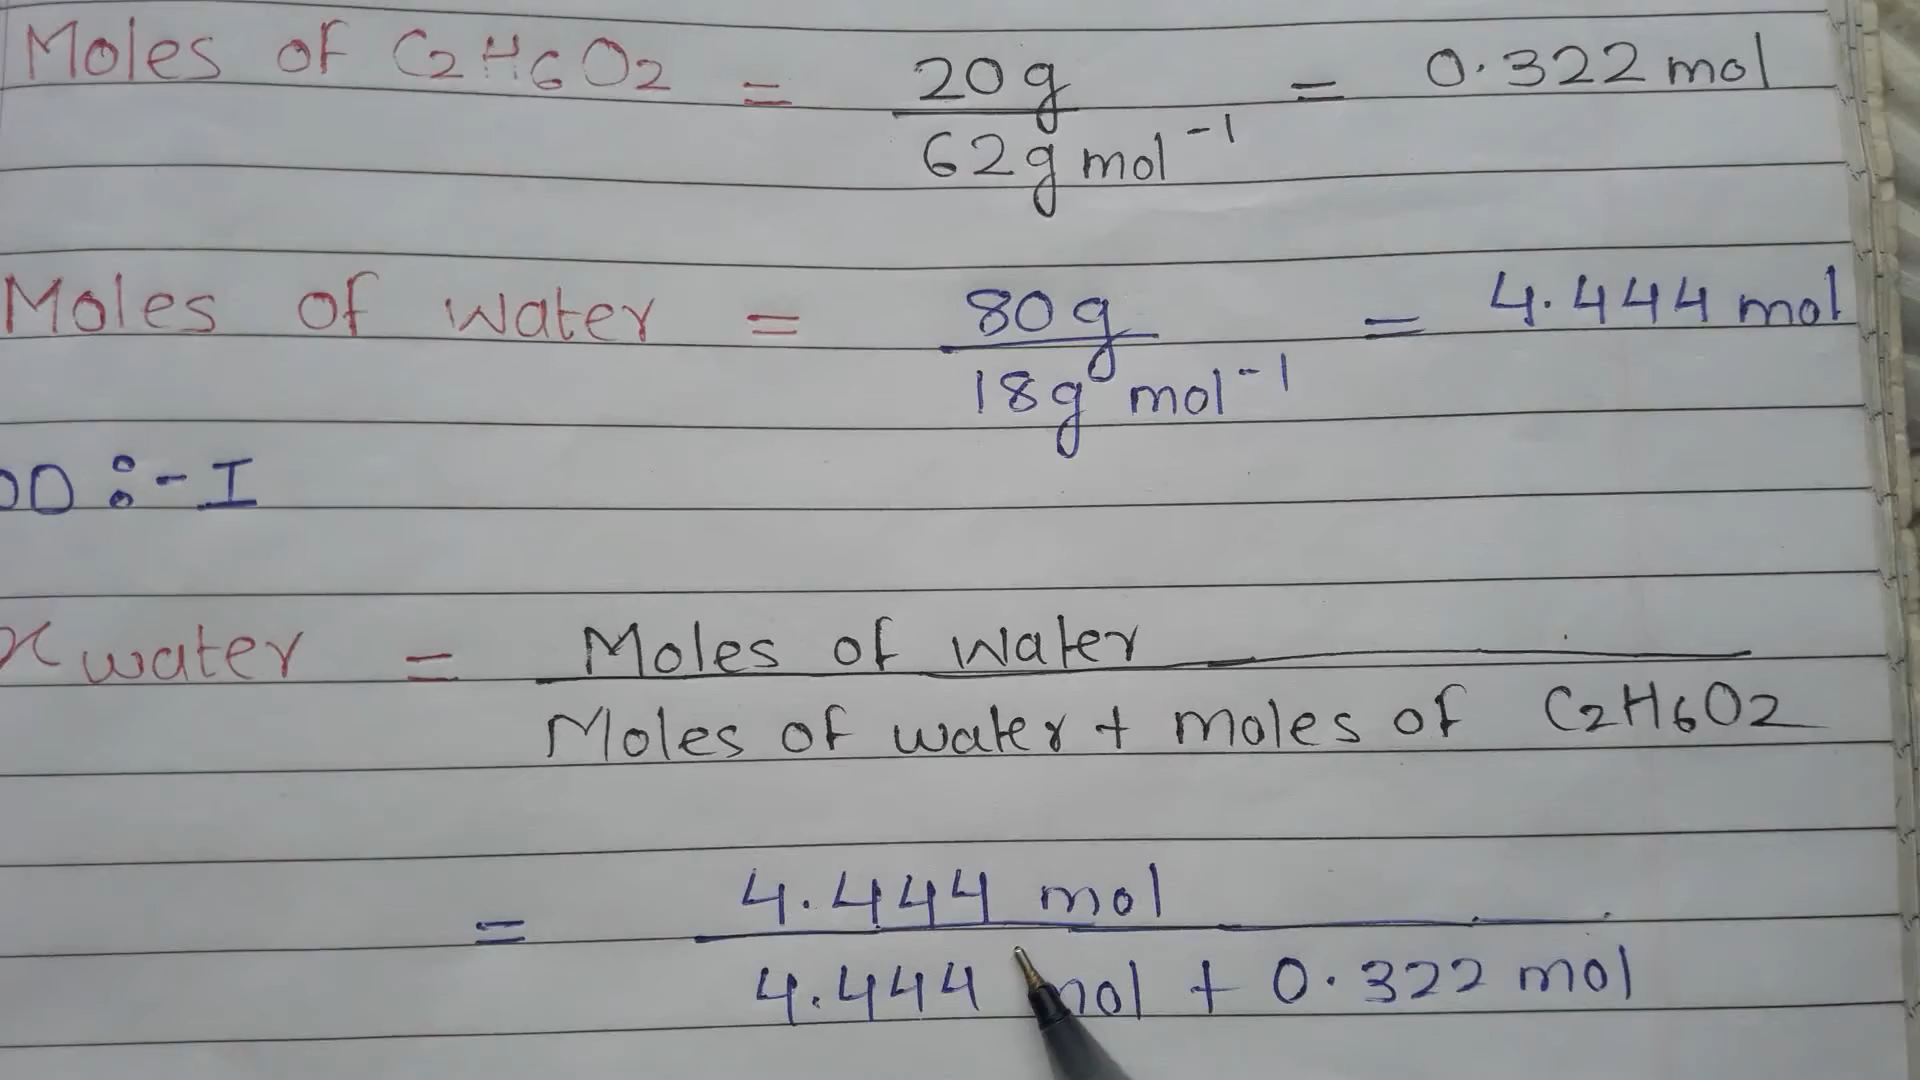 Moles of C2H6O2 = 20g / 62g mol-1 = 0.322 mol
Moles of water = 80g / 18g mol-1 = 4.444 mol
OD :- I
x water = Moles of water / Moles of water + moles of C2H6O2
= 4.444 mol / 4.444 mol + 0.322 mol